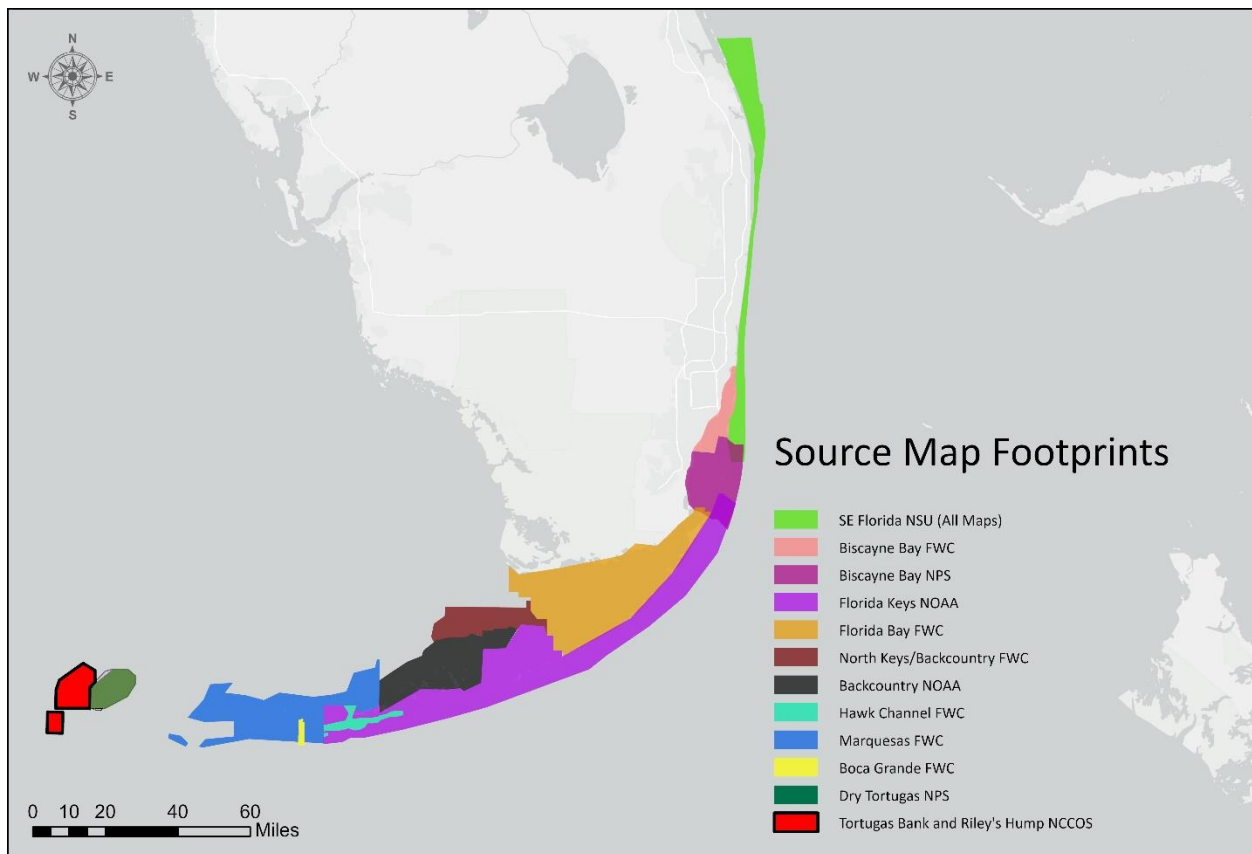 N
W E
S
Source Map Footprints
SE Florida NSU (All Maps)
Biscayne Bay FWC
Biscayne Bay NPS
Florida Keys NOAA
Florida Bay FWC
North Keys/Backcountry FWC
Backcountry NOAA
Hawk Channel FWC
Marquesas FWC
Boca Grande FWC
Dry Tortugas NPS
Tortugas Bank and Riley's Hump NCCOS
0 10 20 40 60
Miles